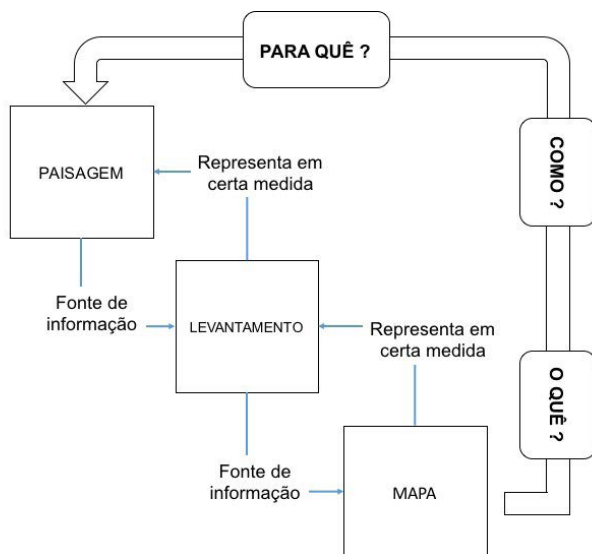 PARA QUÊ ?
PAISAGEM
Representa em
certa medida
COMO ?
Fonte de
informação
LEVANTAMENTO
Representa em
certa medida
O QUÊ ?
Fonte de
informação
MAPA